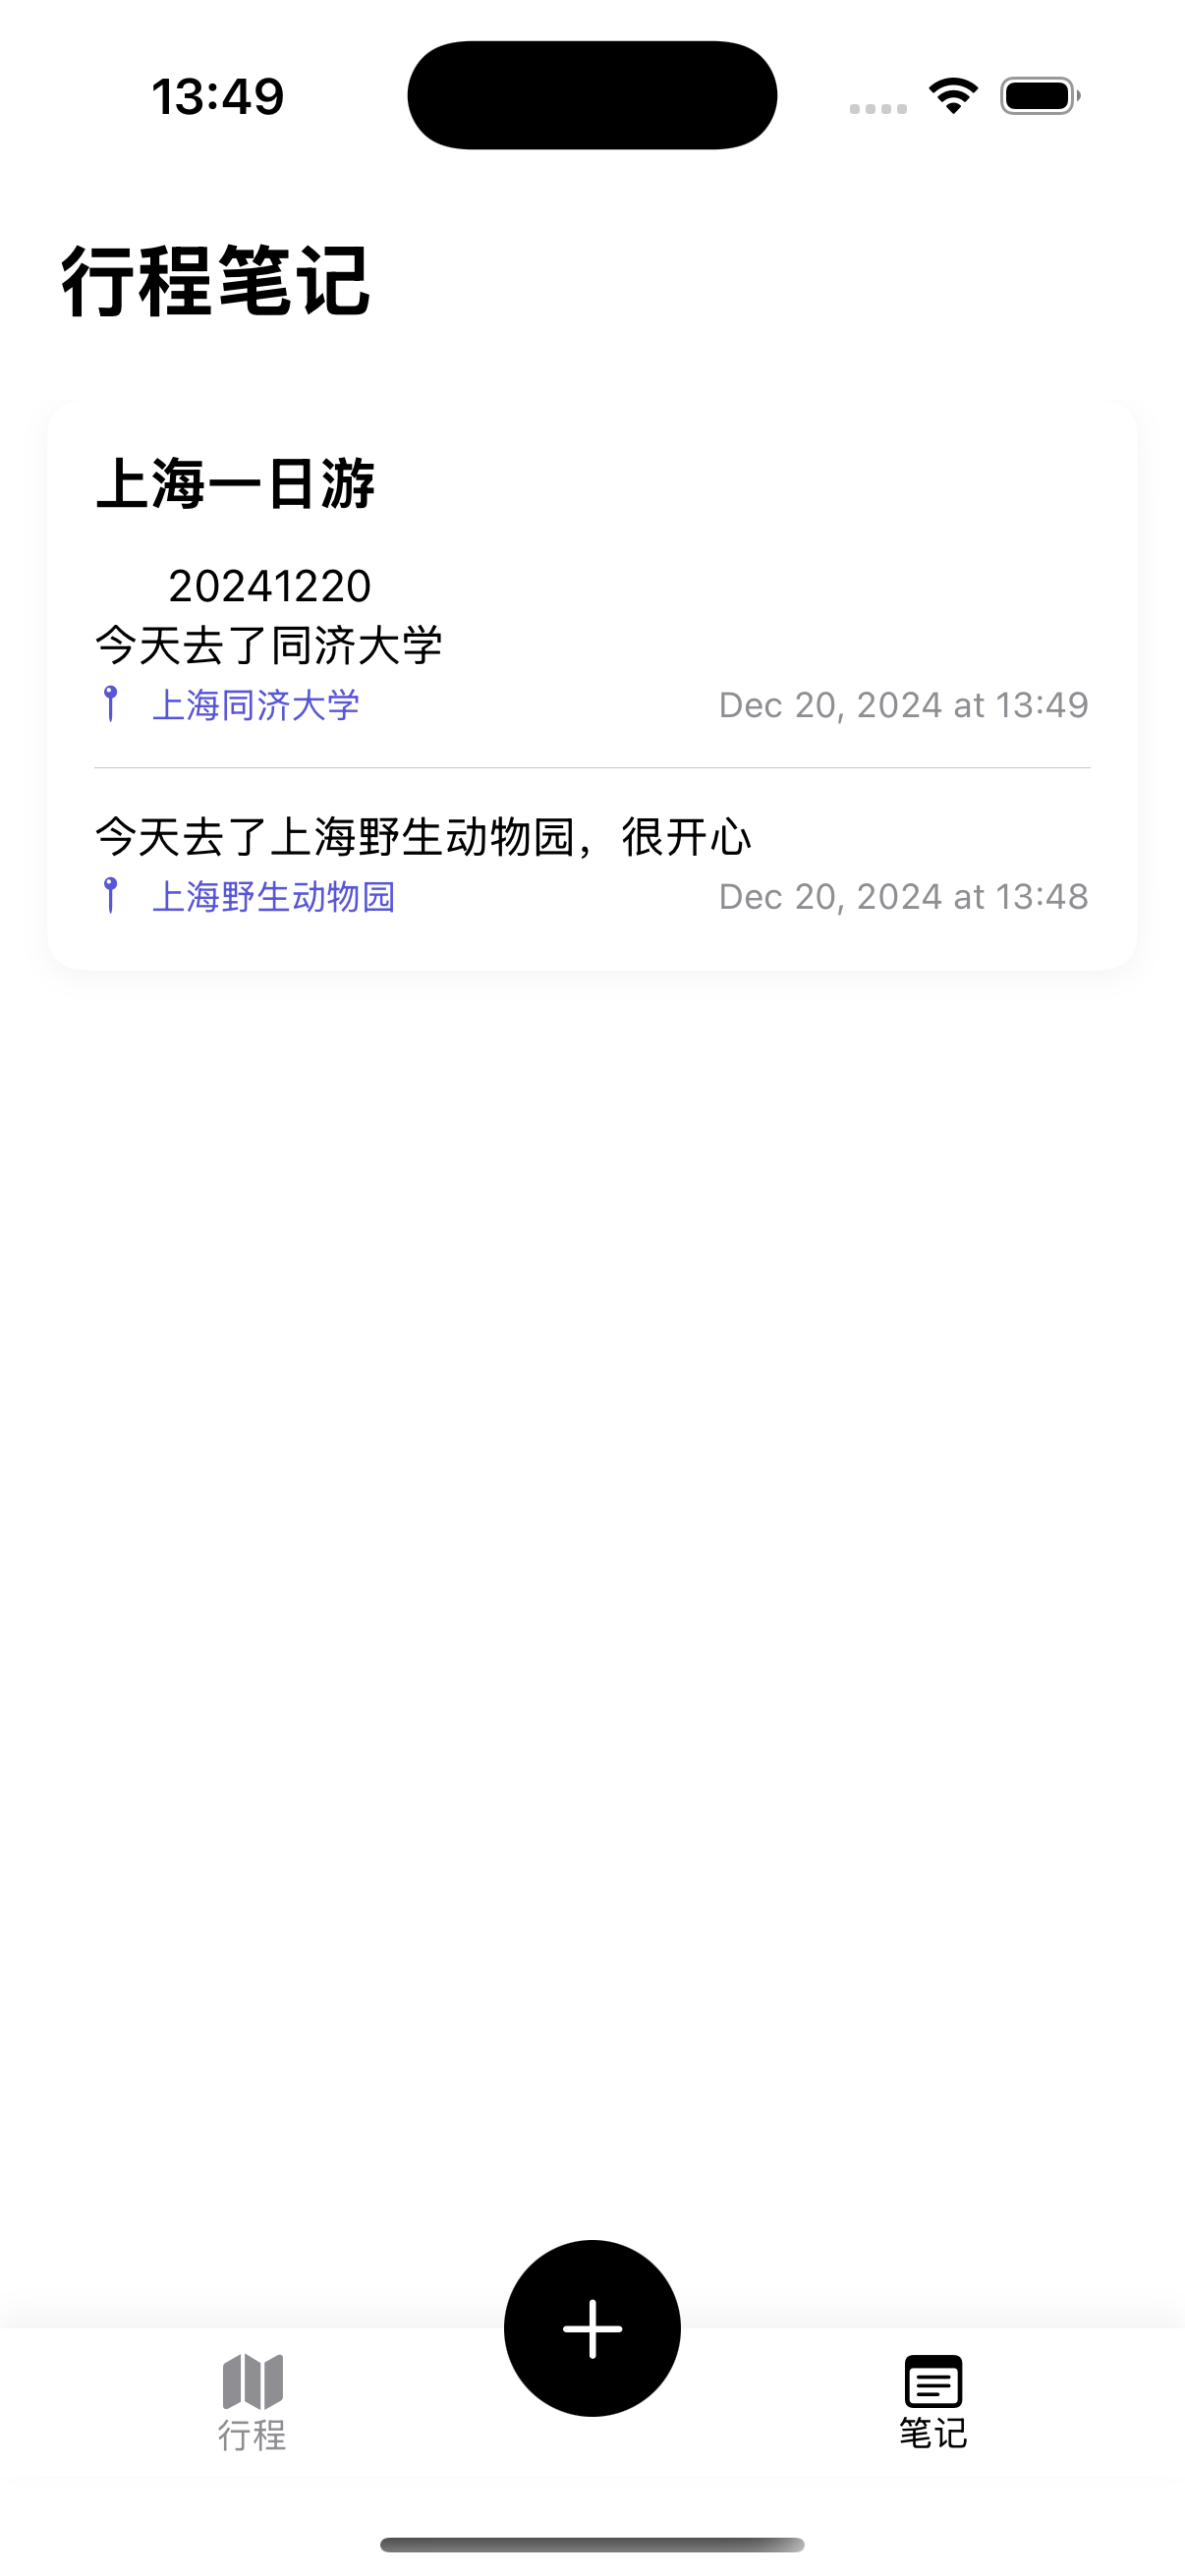 13:49
行程笔记
上海一日游
20241220
今天去了同济大学
上海同济大学 Dec 20, 2024 at 13:49
今天去了上海野生动物园，很开心
上海野生动物园 Dec 20, 2024 at 13:48
行程 笔记